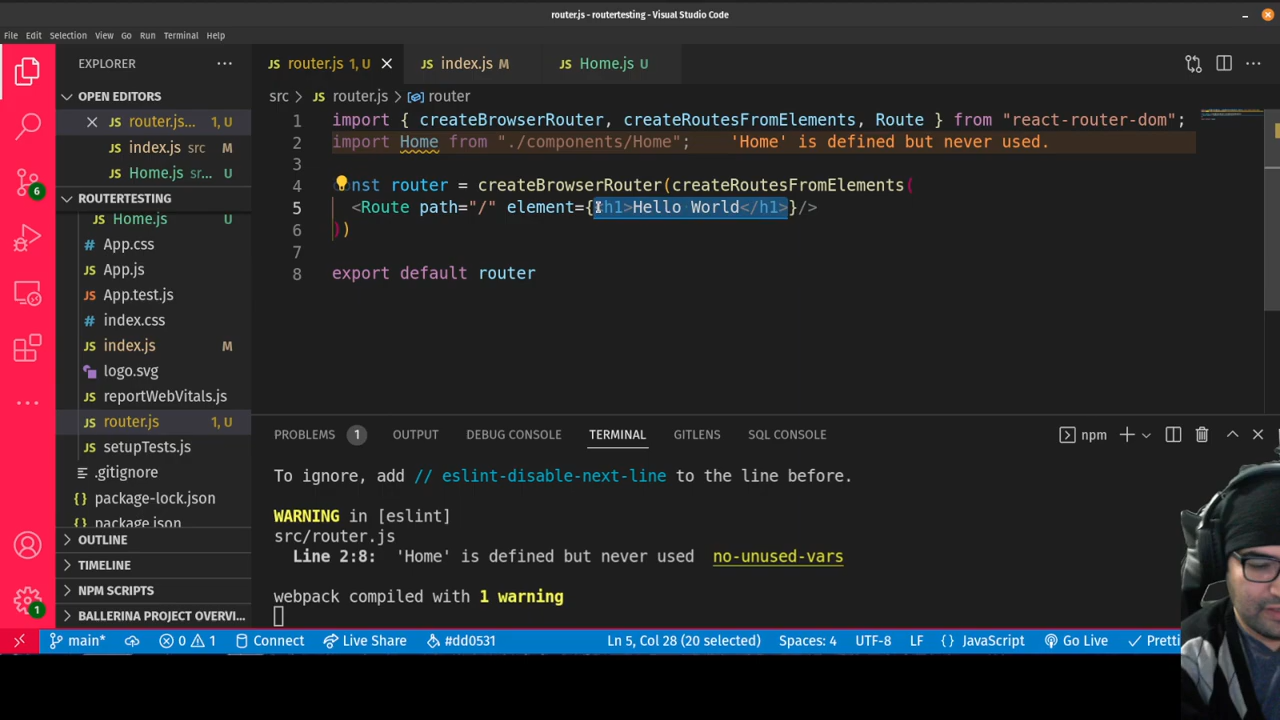 router.js - routertesting - Visual Studio Code
File Edit Selection View Go Run Terminal Help
EXPLORER
router.js 1, U
index.js M
Home.js U
OPEN EDITORS
src
router.js
router
router.js... 1, U
index.js src M
Home.js sr... U
ROUTERTESTING
Home.js U
App.css
App.js
App.test.js
index.css
index.js M
logo.svg
reportWebVitals.js
router.js 1, U
setupTests.js
.gitignore
package-lock.json
package.json
OUTLINE
TIMELINE
NPM SCRIPTS
BALLERINA PROJECT OVERVI...
6
1
1 import { createBrowserRouter, createRoutesFromElements, Route } from "react-router-dom";
2 import Home from "./components/Home"; 'Home' is defined but never used.
3
4 nst router = createBrowserRouter(createRoutesFromElements(
5 <Route path="/" element={<h1>Hello World</h1>}/>
6 ))
7
8 export default router
PROBLEMS 1 OUTPUT DEBUG CONSOLE TERMINAL GITLENS SQL CONSOLE
npm
To ignore, add // eslint-disable-next-line to the line before.
WARNING in [eslint]
src/router.js
Line 2:8: 'Home' is defined but never used no-unused-vars
webpack compiled with 1 warning
main* 0 1 Connect Live Share #dd0531 Ln 5, Col 28 (20 selected) Spaces: 4 UTF-8 LF { } JavaScript Go Live Pretti